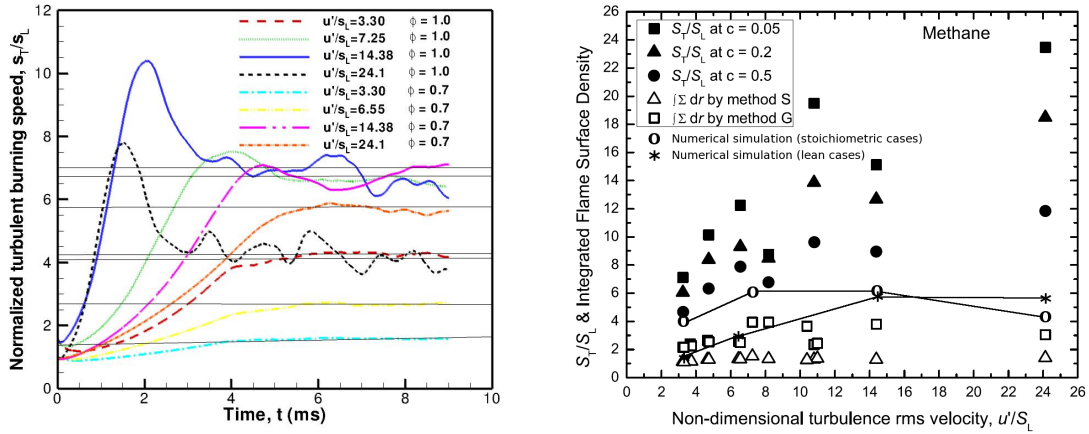 Normalized turbulent burning speed, sT/sL
12
10
8
6
4
2
0
0 2 4 6 8 10
Time, t (ms)
u'/sL=3.30 ϕ = 1.0
u'/sL=7.25 ϕ = 1.0
u'/sL=14.38 ϕ = 1.0
u'/sL=24.1 ϕ = 1.0
u'/sL=3.30 ϕ = 0.7
u'/sL=6.55 ϕ = 0.7
u'/sL=14.38 ϕ = 0.7
u'/sL=24.1 ϕ = 0.7
ST/SL & Integrated Flame Surface Density
26
24
22
20
18
16
14
12
10
8
6
4
2
0
0 2 4 6 8 10 12 14 16 18 20 22 24 26
Non-dimensional turbulence rms velocity, u'/SL
Methane
ST/SL at c = 0.05
ST/SL at c = 0.2
ST/SL at c = 0.5
∫Σ dr by method S
∫Σ dr by method G
Numerical simulation (stoichiometric cases)
Numerical simulation (lean cases)